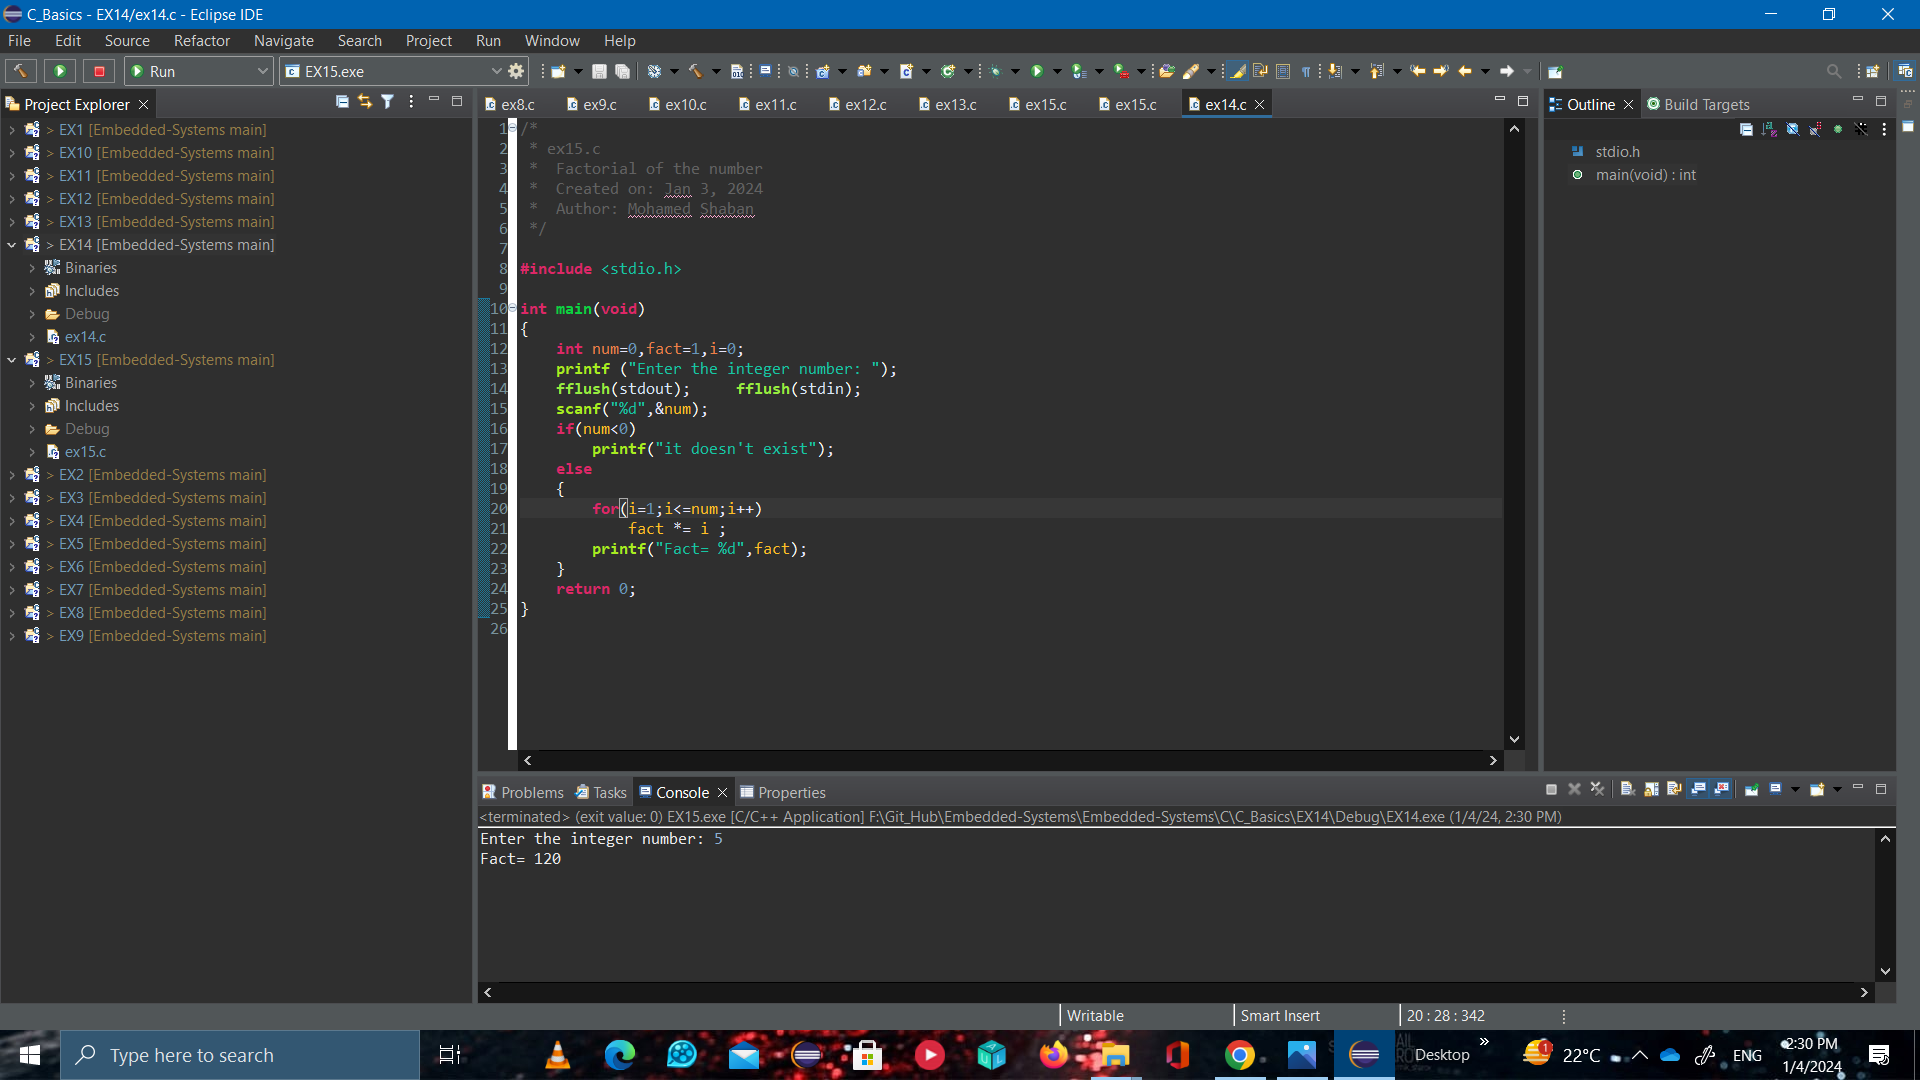 C_Basics - EX14/ex14.c - Eclipse IDE
File Edit Source Refactor Navigate Search Project Run Window Help
Run EX15.exe
Project Explorer
> EX1 [Embedded-Systems main]
> EX10 [Embedded-Systems main]
> EX11 [Embedded-Systems main]
> EX12 [Embedded-Systems main]
> EX13 [Embedded-Systems main]
> EX14 [Embedded-Systems main]
Binaries
Includes
Debug
ex14.c
> EX15 [Embedded-Systems main]
Binaries
Includes
Debug
ex15.c
> EX2 [Embedded-Systems main]
> EX3 [Embedded-Systems main]
> EX4 [Embedded-Systems main]
> EX5 [Embedded-Systems main]
> EX6 [Embedded-Systems main]
> EX7 [Embedded-Systems main]
> EX8 [Embedded-Systems main]
> EX9 [Embedded-Systems main]
ex8.c ex9.c ex10.c ex11.c ex12.c ex13.c ex15.c ex15.c ex14.c
1 /*
2 * ex15.c
3 * Factorial of the number
4 * Created on: Jan 3, 2024
5 * Author: Mohamed Shaban
6 */
7
8 #include <stdio.h>
9
10 int main(void)
11 {
12 int num=0,fact=1,i=0;
13 printf ("Enter the integer number: ");
14 fflush(stdout); fflush(stdin);
15 scanf("%d",&num);
16 if(num<0)
17 printf("it doesn't exist");
18 else
19 {
20 for(i=1;i<=num;i++)
21 fact *= i ;
22 printf("Fact= %d",fact);
23 }
24 return 0;
25 }
26
Outline Build Targets
stdio.h
main(void) : int
Problems Tasks Console Properties
<terminated> (exit value: 0) EX15.exe [C/C++ Application] F:\Git_Hub\Embedded-Systems\Embedded-Systems\C\C_Basics\EX14\Debug\EX14.exe (1/4/24, 2:30 PM)
Enter the integer number: 5
Fact= 120
Writable Smart Insert 20 : 28 : 342
Type here to search
Desktop
1
22°C
ENG
2:30 PM
1/4/2024